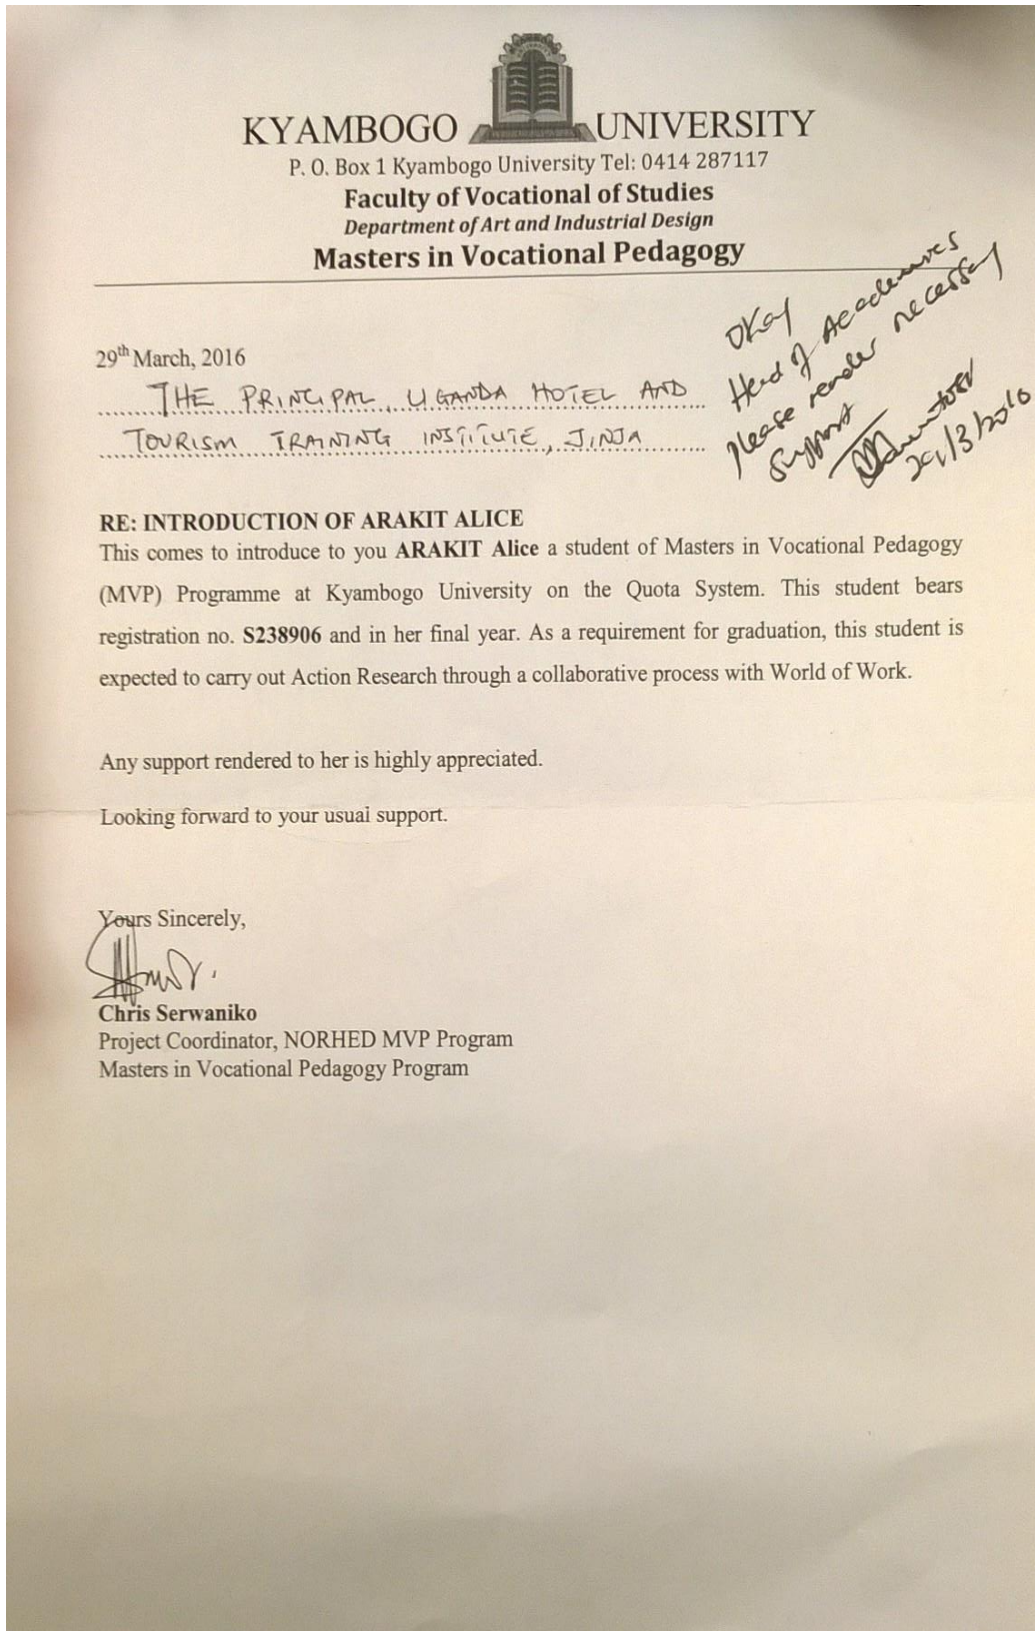 KYAMBOGO UNIVERSITY
P. O. Box 1 Kyambogo University Tel: 0414 287117
Faculty of Vocational of Studies
Department of Art and Industrial Design
Masters in Vocational Pedagogy
Okay
Head of Academics
please render necessary
support
29th March, 2016
THE PRINCIPAL, UGANDA HOTEL AND
TOURISM TRAINING INSTITUTE, JINJA
RE: INTRODUCTION OF ARAKIT ALICE
This comes to introduce to you ARAKIT Alice a student of Masters in Vocational Pedagogy
(MVP) Programme at Kyambogo University on the Quota System. This student bears
registration no. S238906 and in her final year. As a requirement for graduation, this student is
expected to carry out Action Research through a collaborative process with World of Work.
Any support rendered to her is highly appreciated.
Looking forward to your usual support.
Yours Sincerely,
Chris Serwaniko
Project Coordinator, NORHED MVP Program
Masters in Vocational Pedagogy Program